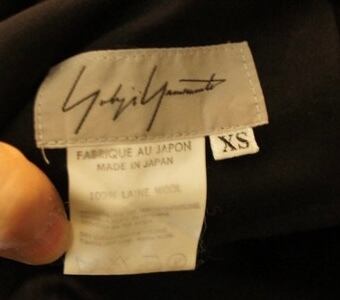 Yohji Yamamoto
XS
FABRIQUE AU JAPON
MADE IN JAPAN
100% LAINE WOOL